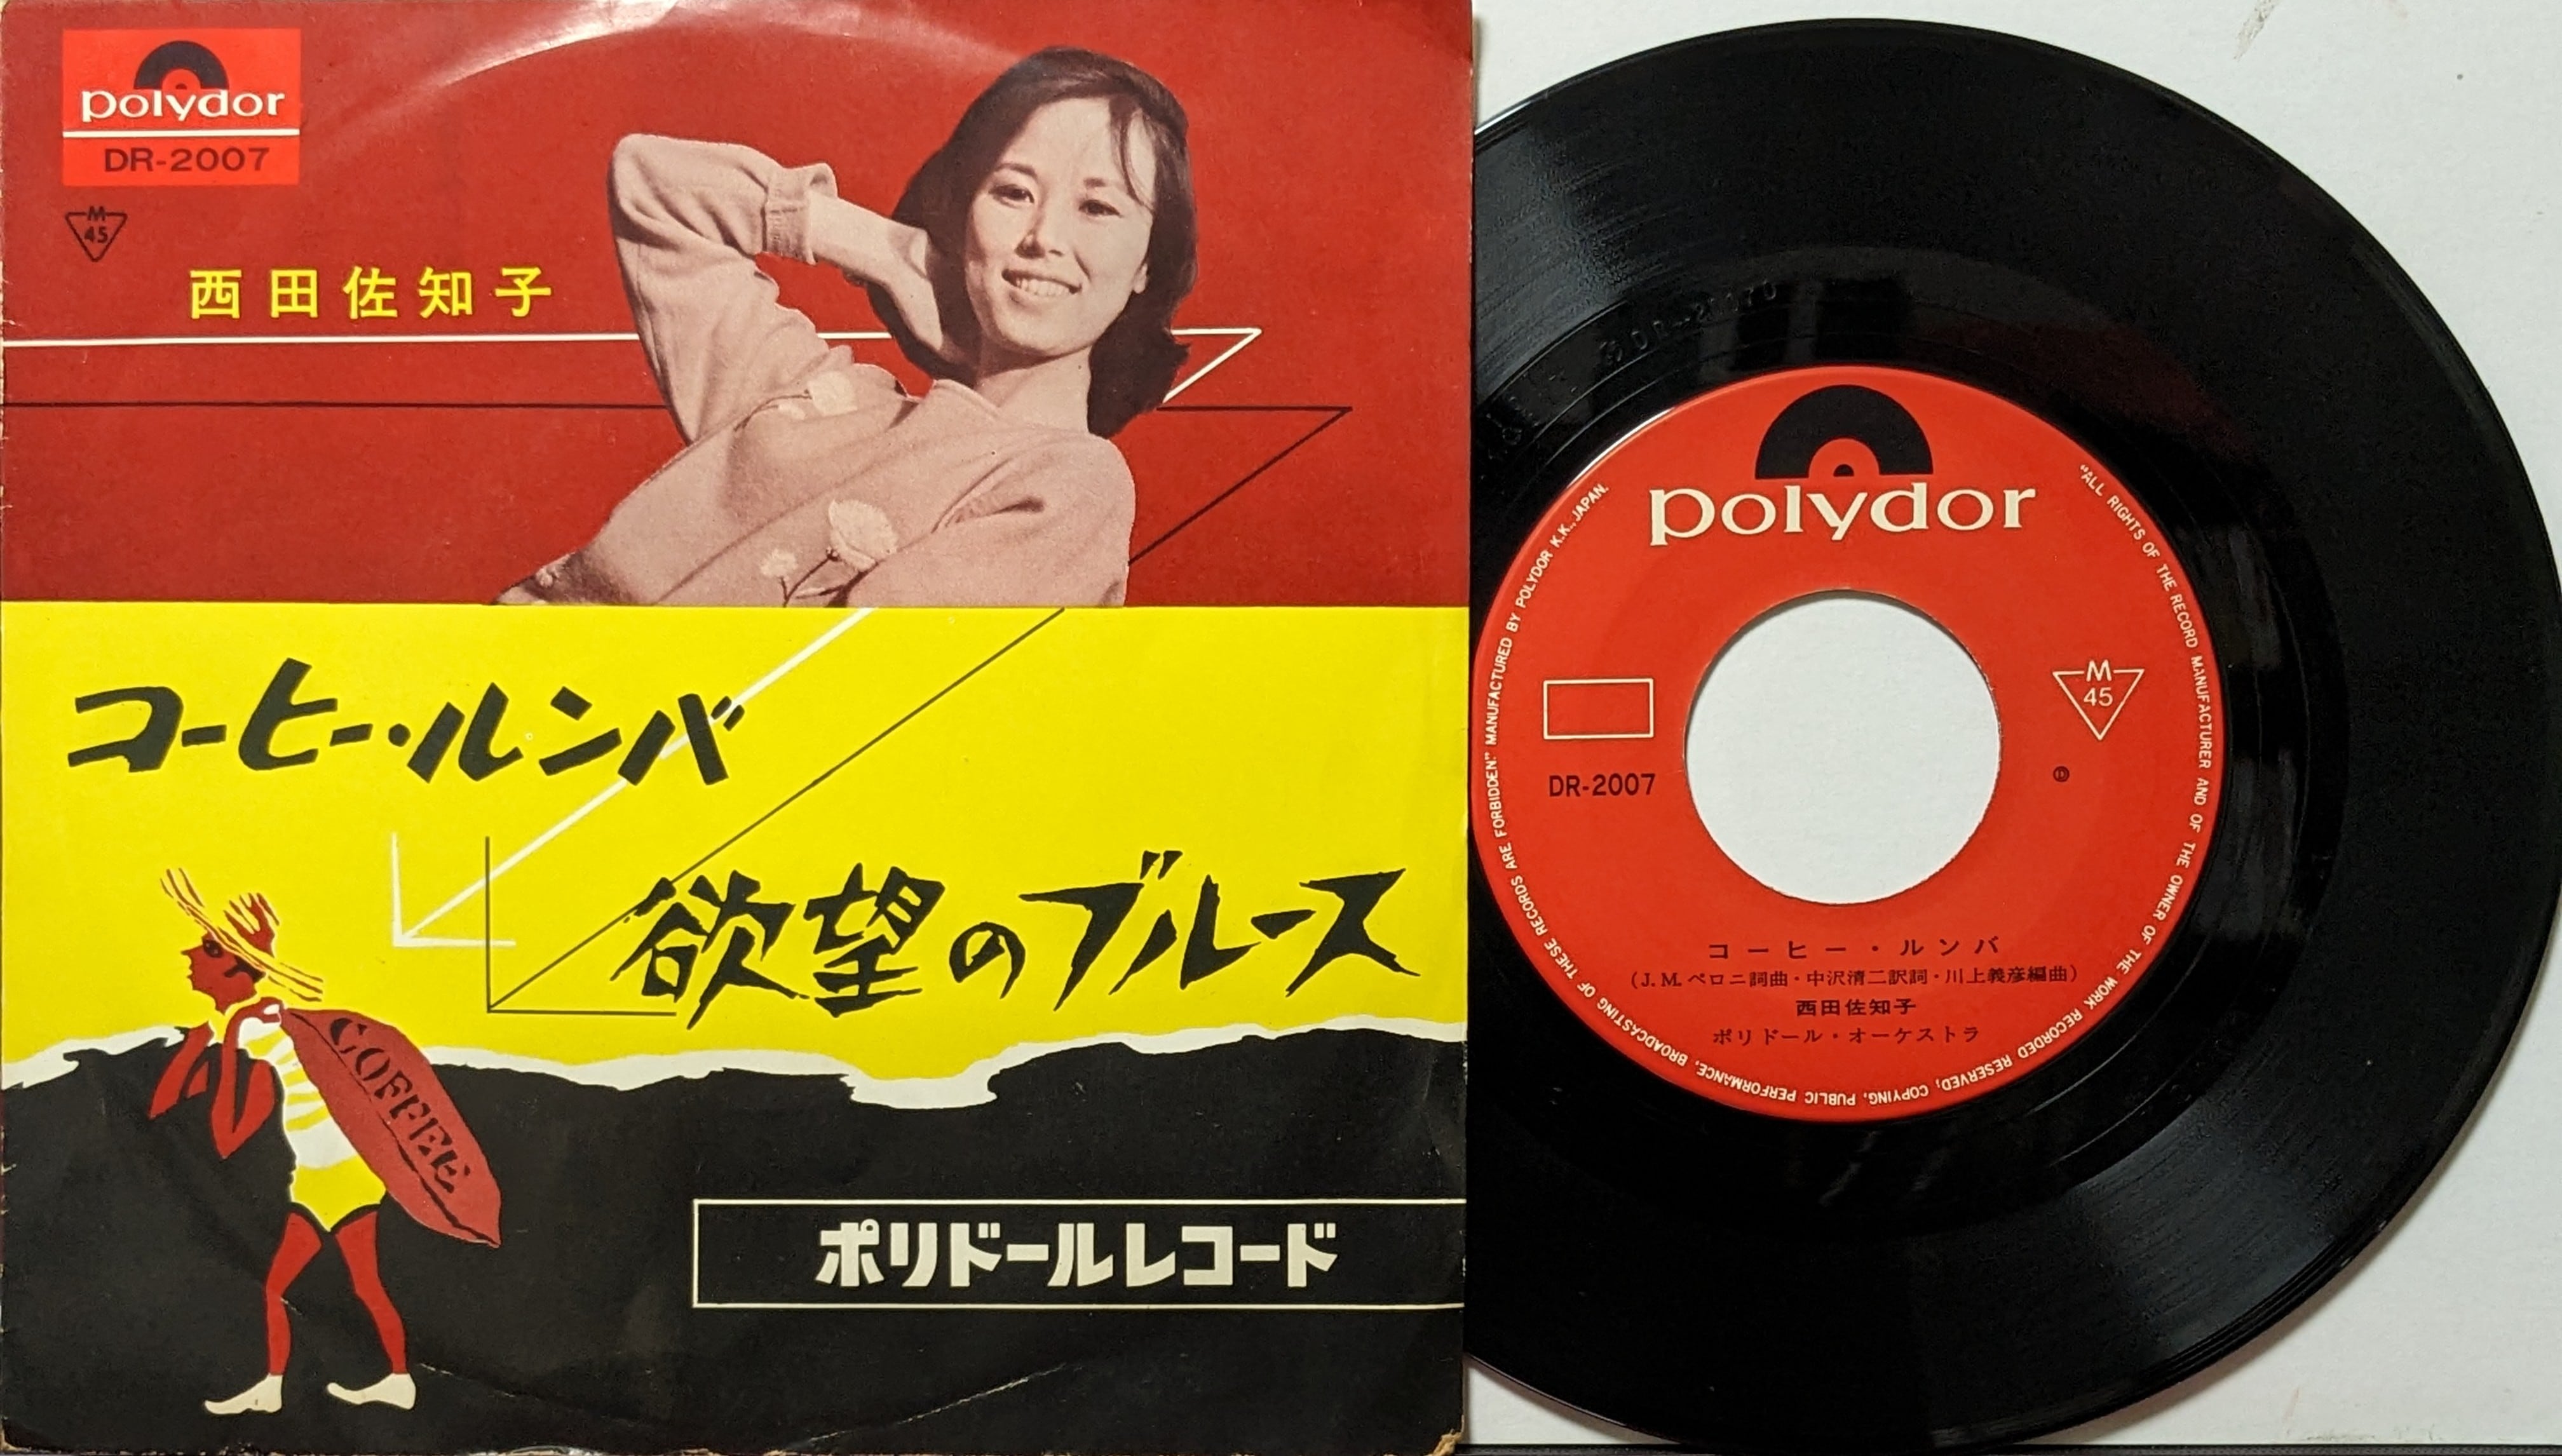 polydor
DR-2007
M
45
西田佐知子
コーヒー・ルンバ
欲望のブルース
COFFEE
ポリドールレコード
polydor
"ALL RIGHTS OF THE RECORD MANUFACTURER AND OF THE OWNER OF THE WORK RECORDED RESERVED, COPYING, PUBLIC PERFORMANCE, BROADCASTING OF THESE RECORDS ARE FORBIDDEN." MANUFACTURED BY POLYDOR K.K., JAPAN.
M
45
DR-2007
Ⓓ
コーヒー・ルンバ
(J.M.ペロニ詞曲・中沢清二訳詞・川上義彦編曲)
西田佐知子
ポリドール・オーケストラ